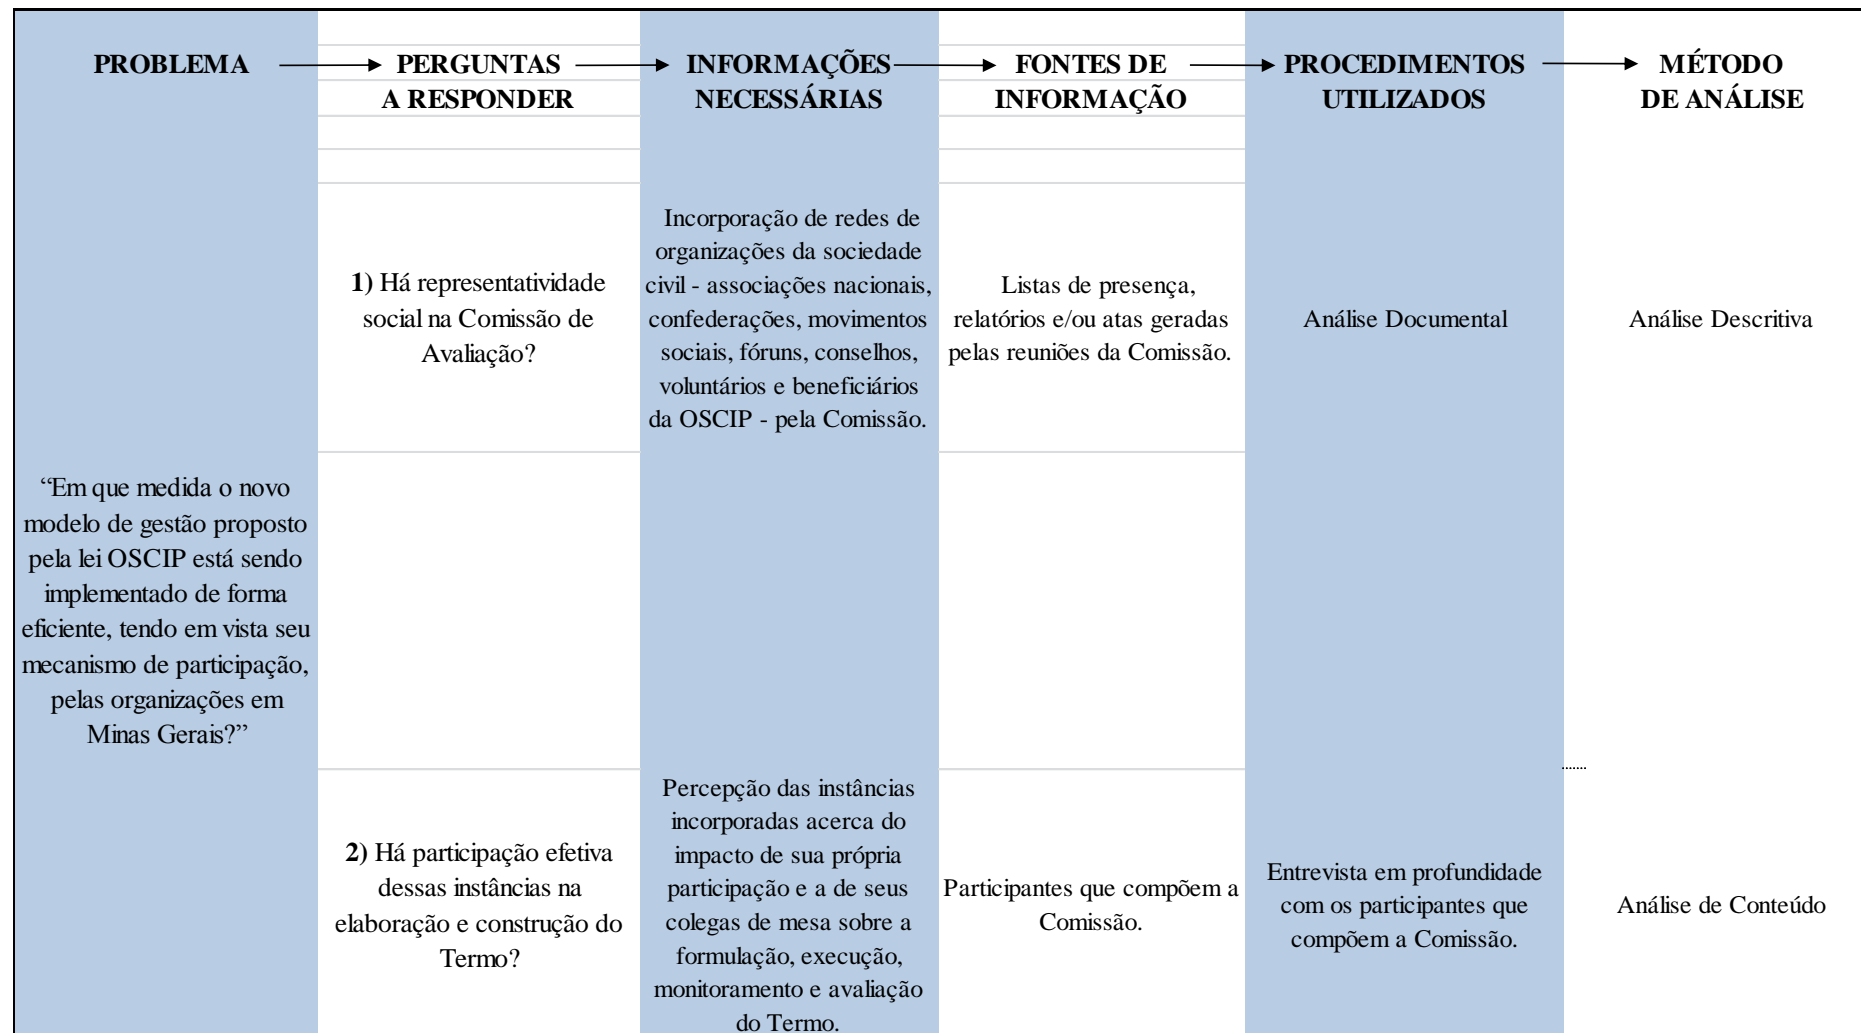 PROBLEMA
PERGUNTAS
A RESPONDER
INFORMAÇÕES
NECESSÁRIAS
FONTES DE
INFORMAÇÃO
PROCEDIMENTOS
UTILIZADOS
MÉTODO
DE ANÁLISE
“Em que medida o novo
modelo de gestão proposto
pela lei OSCIP está sendo
implementado de forma
eficiente, tendo em vista seu
mecanismo de participação,
pelas organizações em
Minas Gerais?”
1) Há representatividade
social na Comissão de
Avaliação?
Incorporação de redes de
organizações da sociedade
civil - associações nacionais,
confederações, movimentos
sociais, fóruns, conselhos,
voluntários e beneficiários
da OSCIP - pela Comissão.
Listas de presença,
relatórios e/ou atas geradas
pelas reuniões da Comissão.
Análise Documental
Análise Descritiva
2) Há participação efetiva
dessas instâncias na
elaboração e construção do
Termo?
Percepção das instâncias
incorporadas acerca do
impacto de sua própria
participação e a de seus
colegas de mesa sobre a
formulação, execução,
monitoramento e avaliação
do Termo.
Participantes que compõem a
Comissão.
Entrevista em profundidade
com os participantes que
compõem a Comissão.
Análise de Conteúdo